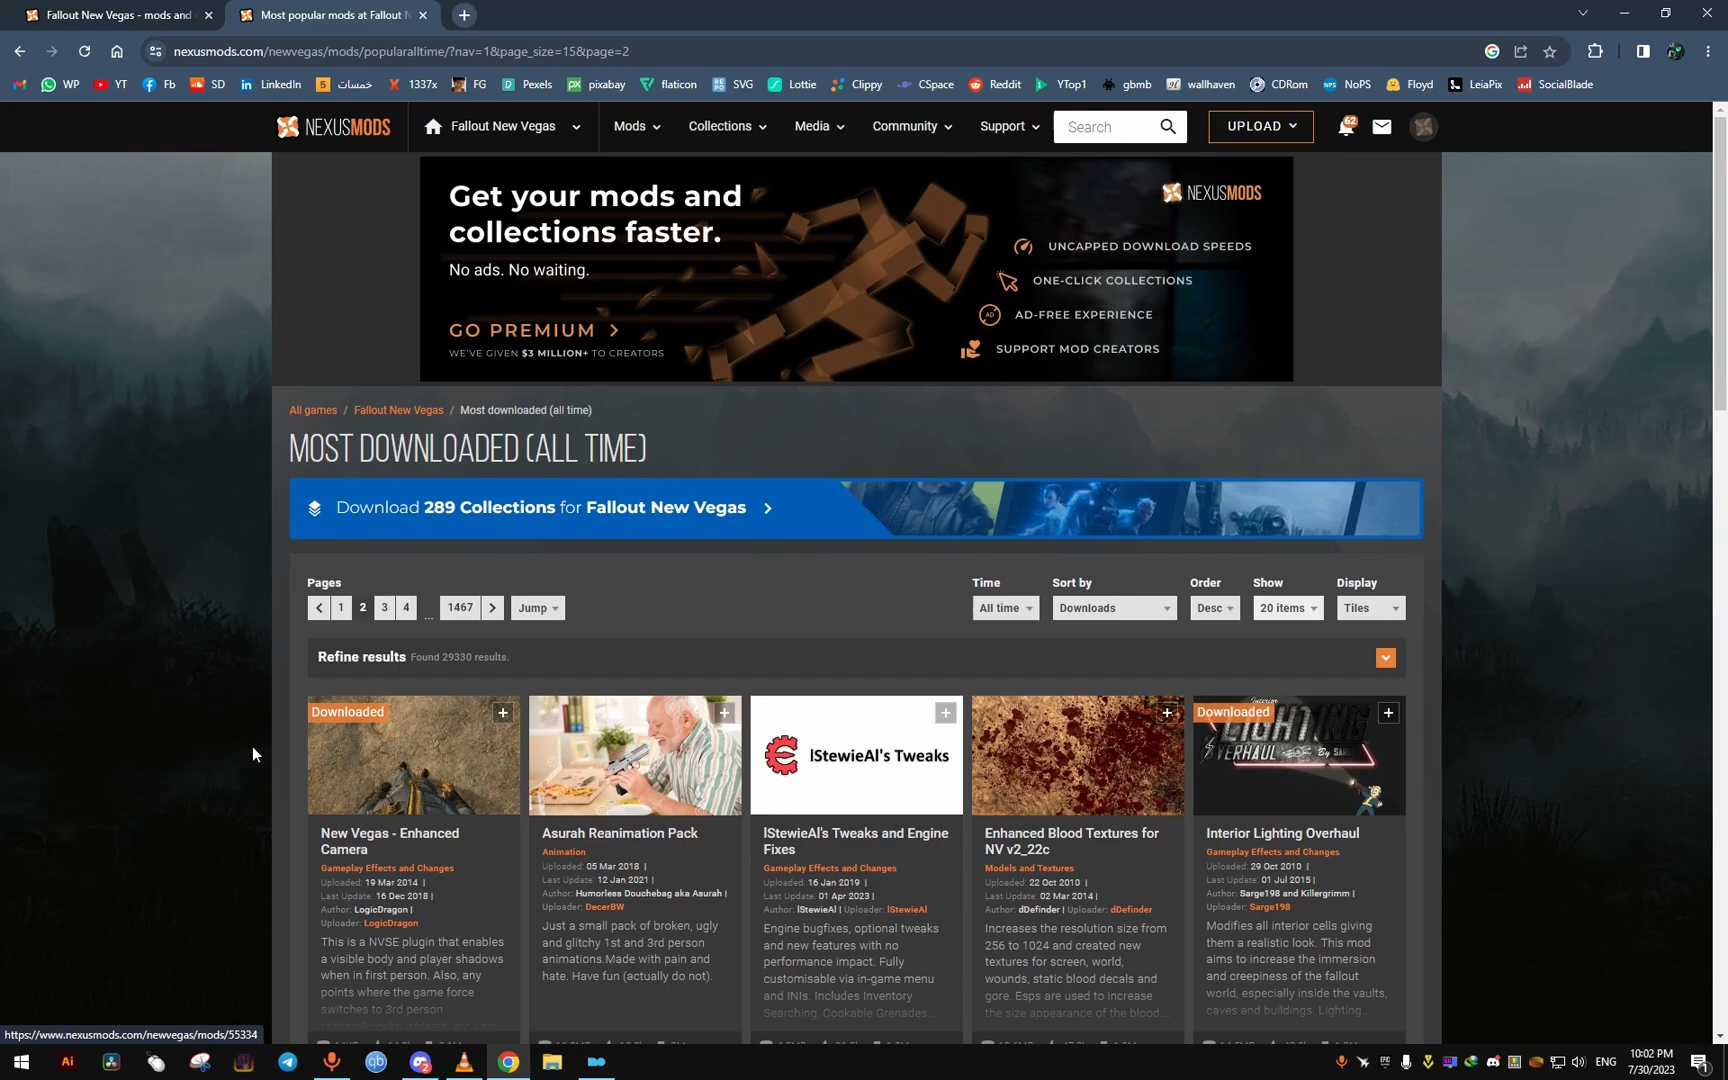 Fallout New Vegas - mods and
Most popular mods at Fallout N
nexusmods.com/newvegas/mods/popularalltime/?nav=1&page_size=15&page=2
WP
YT
Fb
SD
LinkedIn
خمسات
1337x
FG
Pexels
pixabay
flaticon
SVG
Lottie
Clippy
CSpace
Reddit
YTop1
gbmb
wallhaven
CDRom
NoPS
Floyd
LeiaPix
SocialBlade
NEXUSMODS
Fallout New Vegas
Mods
Collections
Media
Community
Support
Search
UPLOAD
62
Get your mods and
collections faster.
No ads. No waiting.
GO PREMIUM
WE'VE GIVEN $3 MILLION+ TO CREATORS
NEXUSMODS
UNCAPPED DOWNLOAD SPEEDS
ONE-CLICK COLLECTIONS
AD-FREE EXPERIENCE
SUPPORT MOD CREATORS
All games / Fallout New Vegas / Most downloaded (all time)
MOST DOWNLOADED (ALL TIME)
Download 289 Collections for Fallout New Vegas
Pages
1 2 3 4 ... 1467
Jump
Time
All time
Sort by
Downloads
Order
Desc
Show
20 items
Display
Tiles
Refine results Found 29330 results.
Downloaded
New Vegas - Enhanced
Camera
Gameplay Effects and Changes
Uploaded: 19 Mar 2014 |
Last Update: 16 Dec 2018 |
Author: LogicDragon |
Uploader: LogicDragon
This is a NVSE plugin that enables
a visible body and player shadows
when in first person. Also, any
points where the game force
switches to 3rd person
Asurah Reanimation Pack
Animation
Uploaded: 05 Mar 2018 |
Last Update: 12 Jan 2021 |
Author: Humorless Douchebag aka Asurah |
Uploader: DecerBW
Just a small pack of broken, ugly
and glitchy 1st and 3rd person
animations.Made with pain and
hate. Have fun (actually do not).
lStewieAl's Tweaks
lStewieAl's Tweaks and Engine
Fixes
Gameplay Effects and Changes
Uploaded: 16 Jan 2019 |
Last Update: 01 Apr 2023 |
Author: lStewieAl | Uploader: lStewieAl
Engine bugfixes, optional tweaks
and new features with no
performance impact. Fully
customisable via in-game menu
and INIs. Includes Inventory
Searching, Cookable Grenades,...
Enhanced Blood Textures for
NV v2_22c
Models and Textures
Uploaded: 22 Oct 2010 |
Last Update: 02 Mar 2014 |
Author: dDefinder | Uploader: dDefinder
Increases the resolution size from
256 to 1024 and created new
textures for screen, world,
wounds, static blood decals and
gore. Esps are used to increase
the size appearance of the blood...
Downloaded
Interior
LIGHTING
OVERHAUL
Interior Lighting Overhaul
Gameplay Effects and Changes
Uploaded: 29 Oct 2010 |
Last Update: 01 Jul 2015 |
Author: Sarge198 and Killergrimm |
Uploader: Sarge198
Modifies all interior cells giving
them a realistic look. This mod
aims to increase the immersion
and creepiness of the fallout
world, especially inside the vaults,
caves and buildings. Lighting...
https://www.nexusmods.com/newvegas/mods/55334
Ai
ENG
10:02 PM
7/30/2023